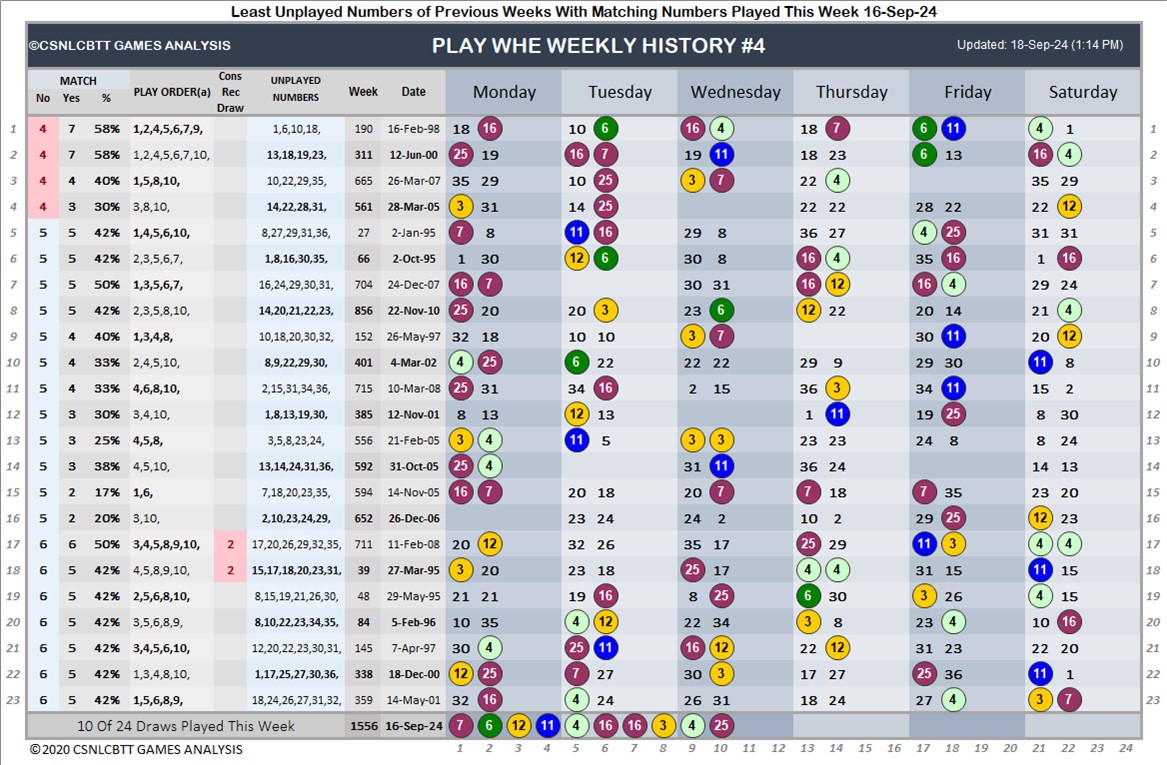 Least Unplayed Numbers of Previous Weeks With Matching Numbers Played This Week 16-Sep-24
©CSNLCBTT GAMES ANALYSIS PLAY WHE WEEKLY HISTORY #4 Updated: 18-Sep-24 (1:14 PM)
MATCH Cons UNPLAYED
No Yes % PLAY ORDER(a) Rec NUMBERS Week Date Monday Tuesday Wednesday Thursday Friday Saturday
Draw
1 4 7 58% 1,2,4,5,6,7,9, 1,6,10,18, 190 16-Feb-98 18 16 10 6 16 4 18 7 6 11 4 1 1
2 4 7 58% 1,2,4,5,6,7,10, 13,18,19,23, 311 12-Jun-00 25 19 16 7 19 11 18 23 6 13 16 4 2
3 4 4 40% 1,5,8,10, 10,22,29,35, 665 26-Mar-07 35 29 10 25 3 7 22 4 35 29 3
4 4 3 30% 3,8,10, 14,22,28,31, 561 28-Mar-05 3 31 14 25 22 22 28 22 22 12 4
5 5 5 42% 1,4,5,6,10, 8,27,29,31,36, 27 2-Jan-95 7 8 11 16 29 8 36 27 4 25 31 31 5
6 5 5 42% 2,3,5,6,7, 1,8,16,30,35, 66 2-Oct-95 1 30 12 6 30 8 16 4 35 16 1 16 6
7 5 5 50% 1,3,5,6,7, 16,24,29,30,31, 704 24-Dec-07 16 7 30 31 16 12 16 4 29 24 7
8 5 5 42% 2,3,5,8,10, 14,20,21,22,23, 856 22-Nov-10 25 20 20 3 23 6 12 22 20 14 21 4 8
9 5 4 40% 1,3,4,8, 10,18,20,30,32, 152 26-May-97 32 18 10 10 3 7 30 11 20 12 9
10 5 4 33% 2,4,5,10, 8,9,22,29,30, 401 4-Mar-02 4 25 6 22 22 22 29 9 29 30 11 8 10
11 5 4 33% 4,6,8,10, 2,15,31,34,36, 715 10-Mar-08 25 31 34 16 2 15 36 3 34 11 15 2 11
12 5 3 30% 3,4,10, 1,8,13,19,30, 385 12-Nov-01 8 13 12 13 1 11 19 25 8 30 12
13 5 3 25% 4,5,8, 3,5,8,23,24, 556 21-Feb-05 3 4 11 5 3 3 23 23 24 8 8 24 13
14 5 3 38% 4,5,10, 13,14,24,31,36, 592 31-Oct-05 25 4 31 11 36 24 14 13 14
15 5 2 17% 1,6, 7,18,20,23,35, 594 14-Nov-05 16 7 20 18 20 7 7 18 7 35 23 20 15
16 5 2 20% 3,10, 2,10,23,24,29, 652 26-Dec-06 23 24 24 2 10 2 29 25 12 23 16
17 6 6 50% 3,4,5,8,9,10, 2 17,20,26,29,32,35, 711 11-Feb-08 20 12 32 26 35 17 25 29 11 3 4 4 17
18 6 5 42% 4,5,8,9,10, 2 15,17,18,20,23,31, 39 27-Mar-95 3 20 23 18 25 17 4 4 31 15 11 15 18
19 6 5 42% 2,5,6,8,10, 8,15,19,21,26,30, 48 29-May-95 21 21 19 16 8 25 6 30 3 26 4 15 19
20 6 5 42% 3,5,6,8,9, 8,10,22,23,34,35, 84 5-Feb-96 10 35 4 12 22 34 3 8 23 4 10 16 20
21 6 5 42% 3,4,5,6,10, 12,20,22,23,30,31, 145 7-Apr-97 30 4 25 11 16 12 22 12 31 23 22 20 21
22 6 5 42% 1,3,4,8,10, 1,17,25,27,30,36, 338 18-Dec-00 12 25 7 27 30 3 17 27 25 36 11 1 22
23 6 5 42% 1,5,6,8,9, 18,24,26,27,31,32, 359 14-May-01 32 16 4 24 26 31 18 24 27 4 3 7 23
10 Of 24 Draws Played This Week 1556 16-Sep-24 7 6 12 11 4 16 16 3 4 25
© 2020 CSNLCBTT GAMES ANALYSIS 1 2 3 4 5 6 7 8 9 10 11 12 13 14 15 16 17 18 19 20 21 22 23 24